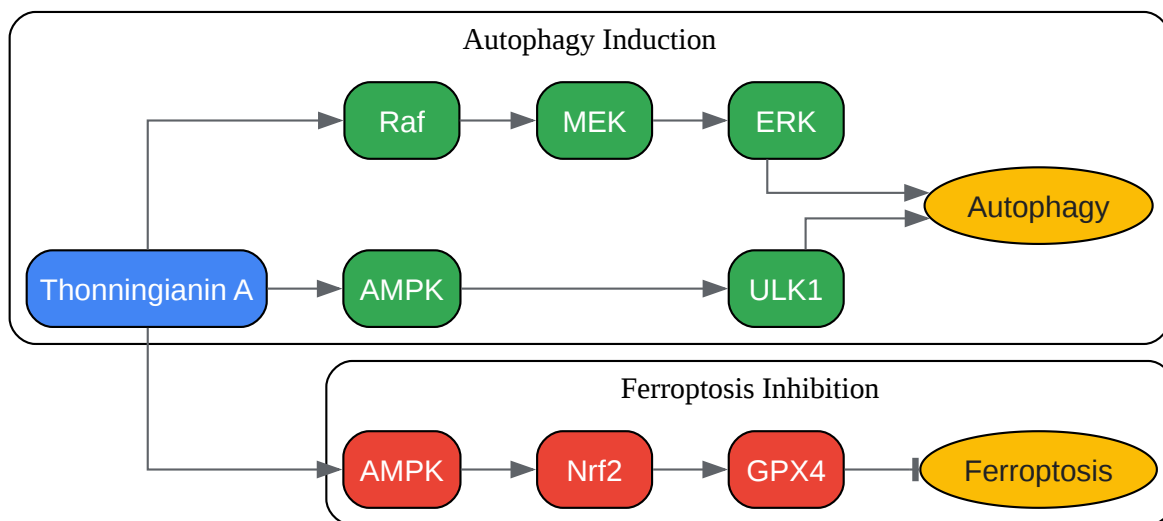 Autophagy Induction
Raf
MEK
ERK
Autophagy
Thonningianin A
AMPK
ULK1
Ferroptosis Inhibition
AMPK
Nrf2
GPX4
Ferroptosis